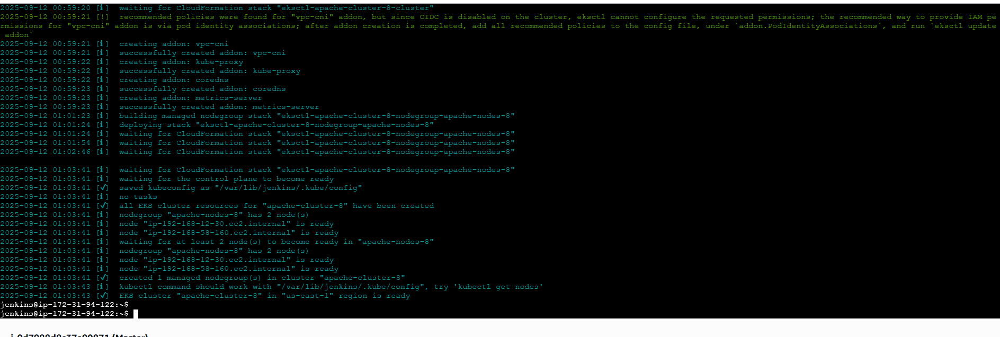 2025-09-12 00:59:20 [ℹ]  waiting for CloudFormation stack "eksctl-apache-cluster-8-cluster"
2025-09-12 00:59:21 [!]  recommended policies were found for "vpc-cni" addon, but since OIDC is disabled on the cluster, eksctl cannot configure the requested permissions; the recommended way to provide IAM pe
rmissions for "vpc-cni" addon is via pod identity associations; after addon creation is completed, add all recommended policies to the config file, under `addon.PodIdentityAssociations`, and run `eksctl update
 addon`
2025-09-12 00:59:21 [ℹ]  creating addon: vpc-cni
2025-09-12 00:59:21 [ℹ]  successfully created addon: vpc-cni
2025-09-12 00:59:22 [ℹ]  creating addon: kube-proxy
2025-09-12 00:59:22 [ℹ]  successfully created addon: kube-proxy
2025-09-12 00:59:22 [ℹ]  creating addon: coredns
2025-09-12 00:59:23 [ℹ]  successfully created addon: coredns
2025-09-12 00:59:23 [ℹ]  creating addon: metrics-server
2025-09-12 00:59:23 [ℹ]  successfully created addon: metrics-server
2025-09-12 01:01:23 [ℹ]  building managed nodegroup stack "eksctl-apache-cluster-8-nodegroup-apache-nodes-8"
2025-09-12 01:01:24 [ℹ]  deploying stack "eksctl-apache-cluster-8-nodegroup-apache-nodes-8"
2025-09-12 01:01:24 [ℹ]  waiting for CloudFormation stack "eksctl-apache-cluster-8-nodegroup-apache-nodes-8"
2025-09-12 01:01:54 [ℹ]  waiting for CloudFormation stack "eksctl-apache-cluster-8-nodegroup-apache-nodes-8"
2025-09-12 01:02:46 [ℹ]  waiting for CloudFormation stack "eksctl-apache-cluster-8-nodegroup-apache-nodes-8"
2025-09-12 01:03:41 [ℹ]  waiting for CloudFormation stack "eksctl-apache-cluster-8-nodegroup-apache-nodes-8"
2025-09-12 01:03:41 [ℹ]  waiting for the control plane to become ready
2025-09-12 01:03:41 [✔]  saved kubeconfig as "/var/lib/jenkins/.kube/config"
2025-09-12 01:03:41 [ℹ]  no tasks
2025-09-12 01:03:41 [✔]  all EKS cluster resources for "apache-cluster-8" have been created
2025-09-12 01:03:41 [ℹ]  nodegroup "apache-nodes-8" has 2 node(s)
2025-09-12 01:03:41 [ℹ]  node "ip-192-168-12-30.ec2.internal" is ready
2025-09-12 01:03:41 [ℹ]  node "ip-192-168-58-160.ec2.internal" is ready
2025-09-12 01:03:41 [ℹ]  waiting for at least 2 node(s) to become ready in "apache-nodes-8"
2025-09-12 01:03:41 [ℹ]  nodegroup "apache-nodes-8" has 2 node(s)
2025-09-12 01:03:41 [ℹ]  node "ip-192-168-12-30.ec2.internal" is ready
2025-09-12 01:03:41 [ℹ]  node "ip-192-168-58-160.ec2.internal" is ready
2025-09-12 01:03:41 [✔]  created 1 managed nodegroup(s) in cluster "apache-cluster-8"
2025-09-12 01:03:43 [ℹ]  kubectl command should work with "/var/lib/jenkins/.kube/config", try 'kubectl get nodes'
2025-09-12 01:03:43 [✔]  EKS cluster "apache-cluster-8" in "us-east-1" region is ready
jenkins@ip-172-31-94-122:~$
jenkins@ip-172-31-94-122:~$
(Master)